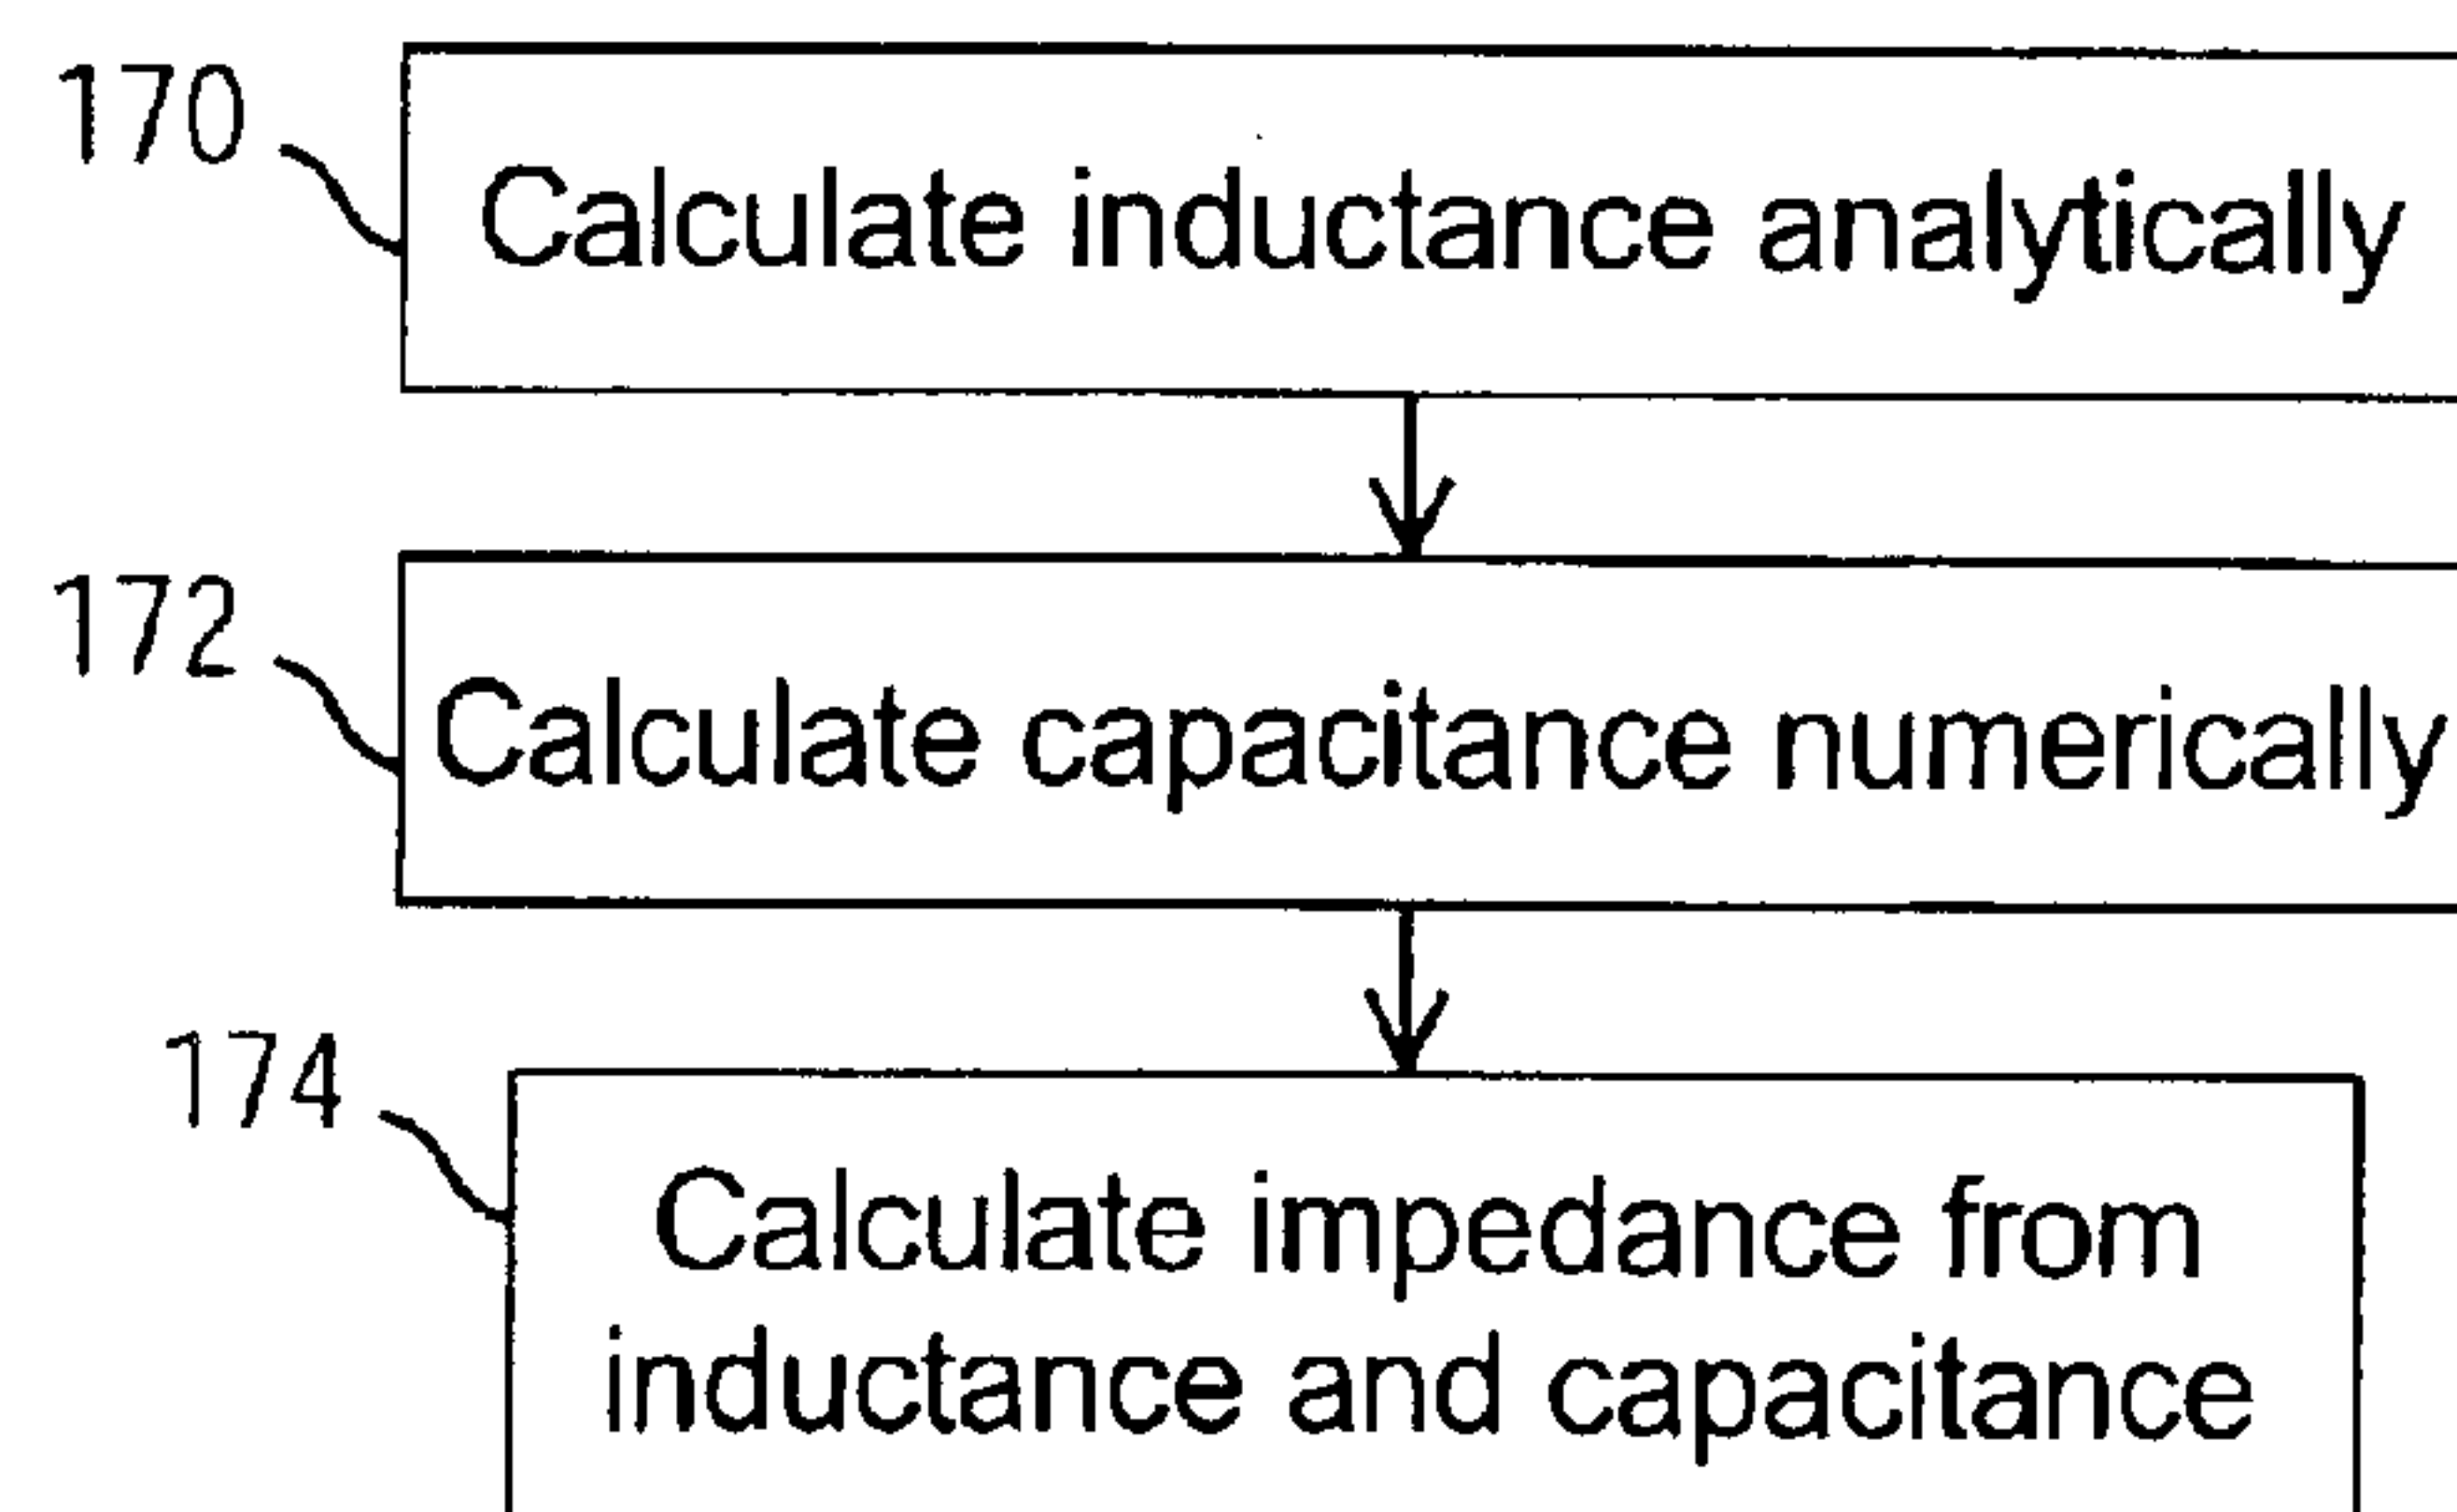 170
Calculate inductance analytically
172
Calculate capacitance numerically
174
Calculate impedance from
inductance and capacitance